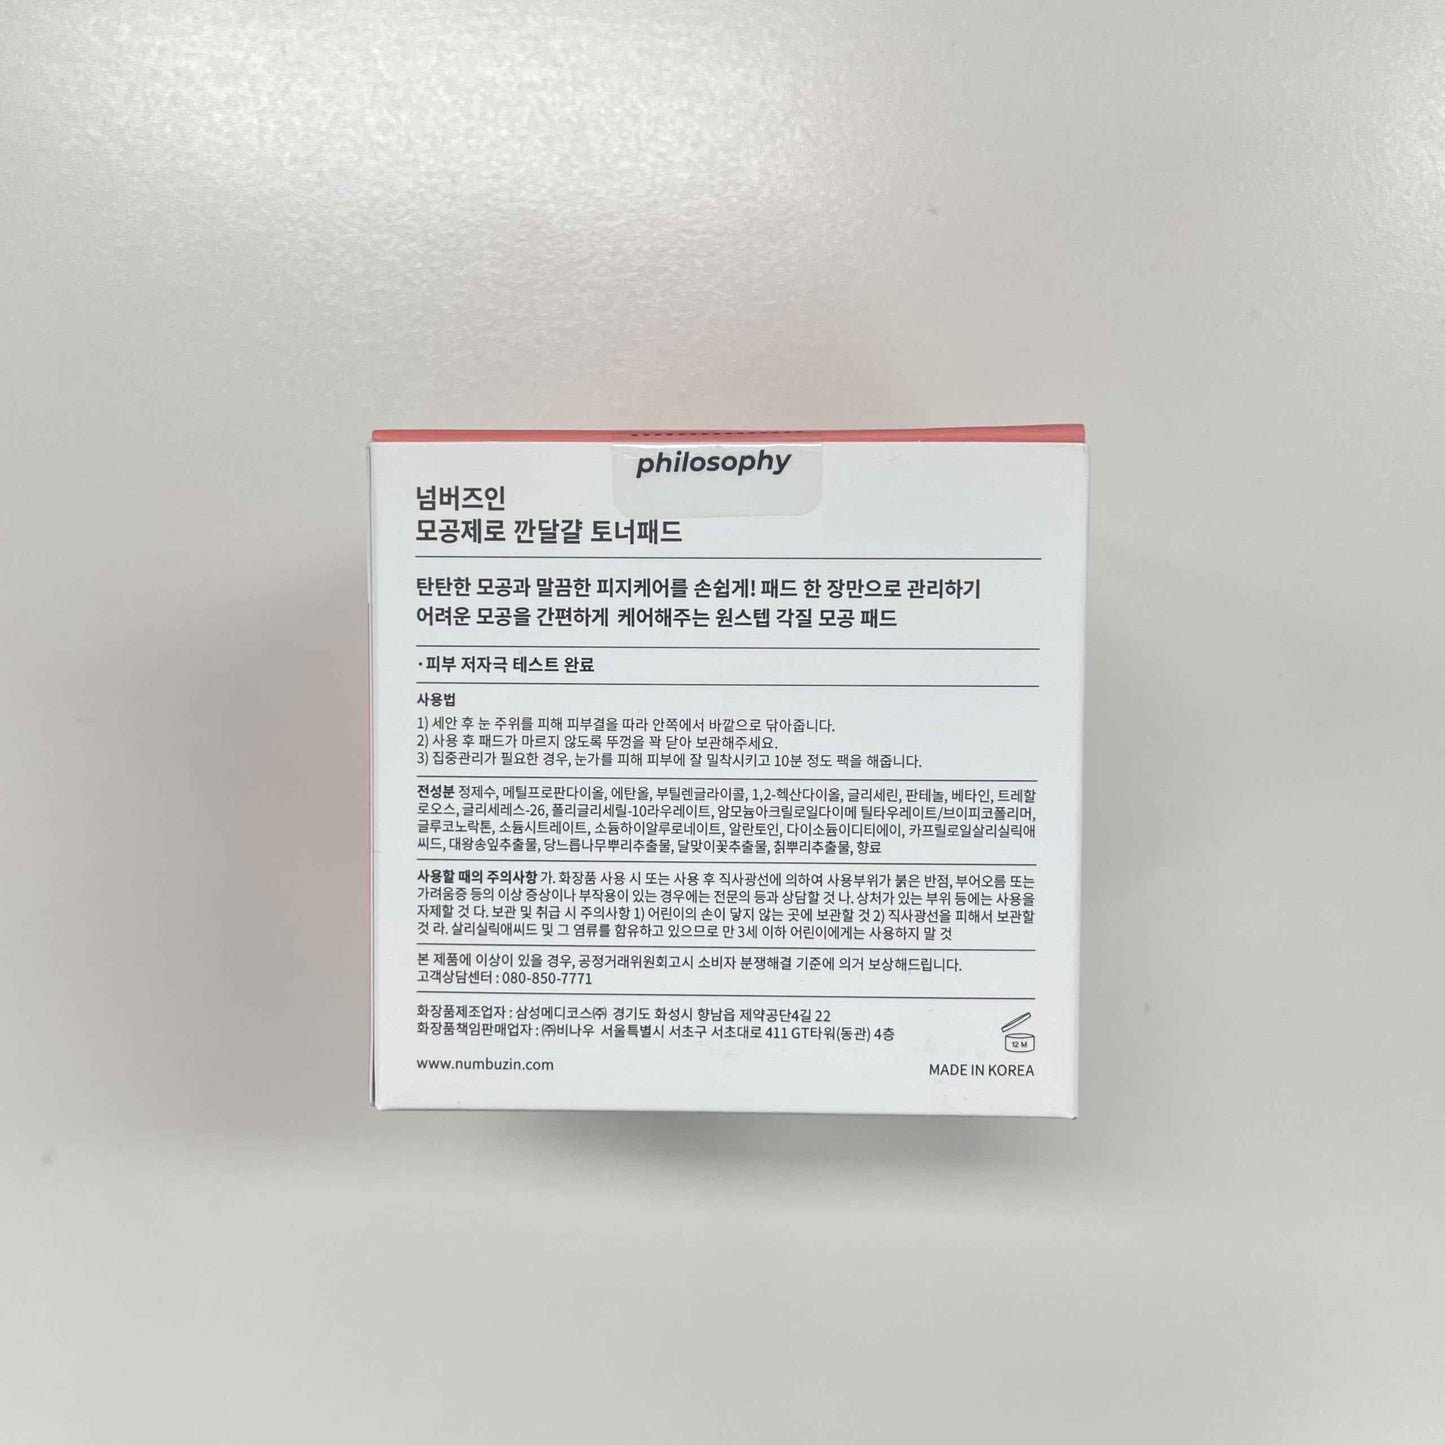 philosophy
넘버즈인
모공제로 깐달걀 토너패드
탄탄한 모공과 말끔한 피지케어를 손쉽게! 패드 한 장만으로 관리하기
어려운 모공을 간편하게 케어해주는 원스텝 각질 모공 패드
·피부 저자극 테스트 완료
사용법
1) 세안 후 눈 주위를 피해 피부결을 따라 안쪽에서 바깥으로 닦아줍니다.
2) 사용 후 패드가 마르지 않도록 뚜껑을 꽉 닫아 보관해주세요.
3) 집중관리가 필요한 경우, 눈가를 피해 피부에 잘 밀착시키고 10분 정도 팩을 해줍니다.
전성분 정제수, 메틸프로판다이올, 에탄올, 부틸렌글라이콜, 1,2-헥산다이올, 글리세린, 판테놀, 베타인, 트레할
로오스, 글리세레스-26, 폴리글리세릴-10라우레이트, 암모늄아크릴로일다이메 틸타우레이트/브이피코폴리머,
글루코노락톤, 소듐시트레이트, 소듐하이알루로네이트, 알란토인, 다이소듐이디티에이, 카프릴로일살리실릭애
씨드, 대왕송잎추출물, 당느릅나무뿌리추출물, 달맞이꽃추출물, 칡뿌리추출물, 향료
사용할 때의 주의사항 가. 화장품 사용 시 또는 사용 후 직사광선에 의하여 사용부위가 붉은 반점, 부어오름 또는
가려움증 등의 이상 증상이나 부작용이 있는 경우에는 전문의 등과 상담할 것 나. 상처가 있는 부위 등에는 사용을
자제할 것 다. 보관 및 취급 시 주의사항 1) 어린이의 손이 닿지 않는 곳에 보관할 것 2) 직사광선을 피해서 보관할
것 라. 살리실릭애씨드 및 그 염류를 함유하고 있으므로 만 3세 이하 어린이에게는 사용하지 말 것
본 제품에 이상이 있을 경우, 공정거래위원회고시 소비자 분쟁해결 기준에 의거 보상해드립니다.
고객상담센터 : 080-850-7771
화장품제조업자 : 삼성메디코스㈜ 경기도 화성시 향남읍 제약공단4길 22
화장품책임판매업자 : ㈜비나우 서울특별시 서초구 서초대로 411 GT타워(동관) 4층
12 M
www.numbuzin.com
MADE IN KOREA